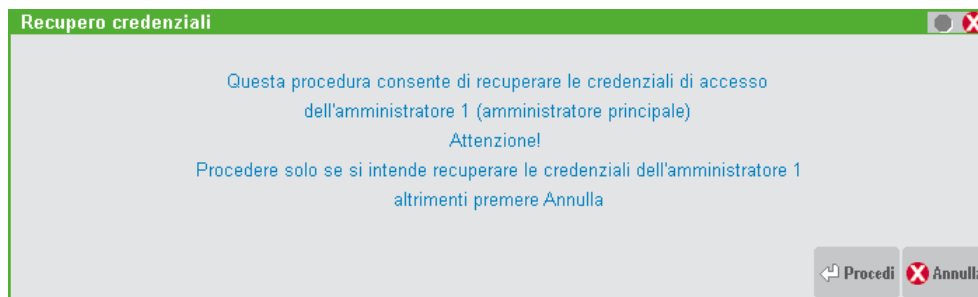 Recupero credenziali
Questa procedura consente di recuperare le credenziali di accesso
dell'amministratore 1 (amministratore principale)
Attenzione!
Procedere solo se si intende recuperare le credenziali dell'amministratore 1
altrimenti premere Annulla
Procedi Annulla